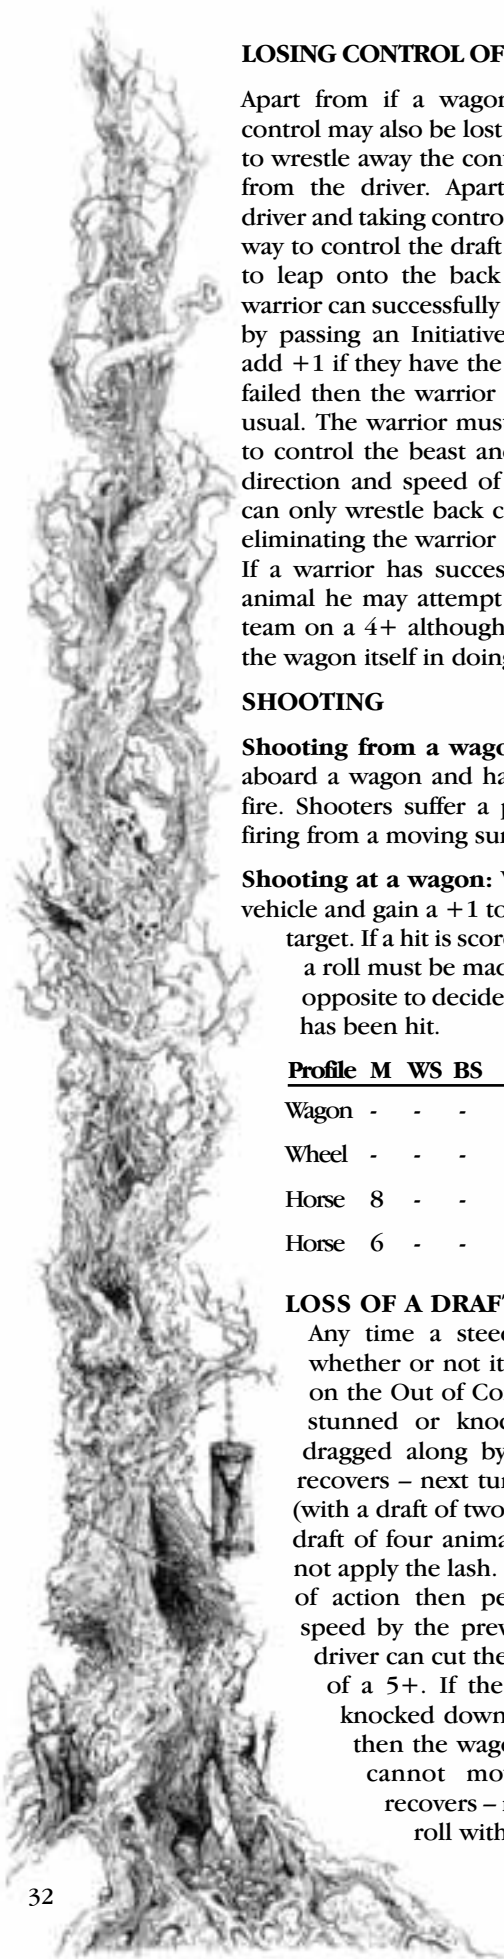 LOSING CONTROL OF
Apart from if a wagon
control may also be lost
to wrestle away the con
from the driver. Apart
driver and taking contro
way to control the draft
to leap onto the back
warrior can successfully
by passing an Initiative
add +1 if they have the
failed then the warrior
usual. The warrior mus
to control the beast an
direction and speed of
can only wrestle back c
eliminating the warrior
If a warrior has succes
animal he may attempt
team on a 4+ although
the wagon itself in doin
SHOOTING
Shooting from a wago
aboard a wagon and ha
fire. Shooters suffer a p
firing from a moving su
Shooting at a wagon: 
vehicle and gain a +1 to
target. If a hit is scor
a roll must be mad
opposite to decide
has been hit.
Profile M WS BS
Wagon - - -
Wheel - - -
Horse 8 - -
Horse 6 - -
LOSS OF A DRAFT
Any time a steed
whether or not it
on the Out of Co
stunned or knoc
dragged along by
recovers – next tur
(with a draft of two
draft of four anima
not apply the lash.
of action then pe
speed by the prev
driver can cut the
of a 5+. If the
knocked down
then the wago
cannot mov
recovers –
roll with
32